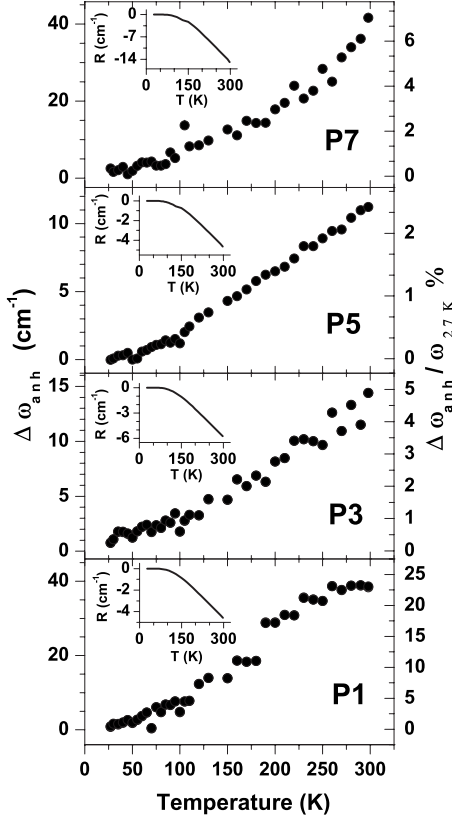 40
20
0
6
4
2
0
0
-7
-14
R (cm⁻¹)
0 150 300
T (K)
P7
10
5
0
2
1
0
0
-2
-4
R (cm⁻¹)
0 150 300
T (K)
P5
15
10
5
0
5
4
3
2
1
0
0
-3
-6
R (cm⁻¹)
0 150 300
T (K)
P3
40
20
0
25
20
15
10
5
0
0
-2
-4
R (cm⁻¹)
0 150 300
T (K)
P1
Δ ω anh (cm⁻¹)
Δ ω anh / ω 27 K %
0 50 100 150 200 250 300
Temperature (K)